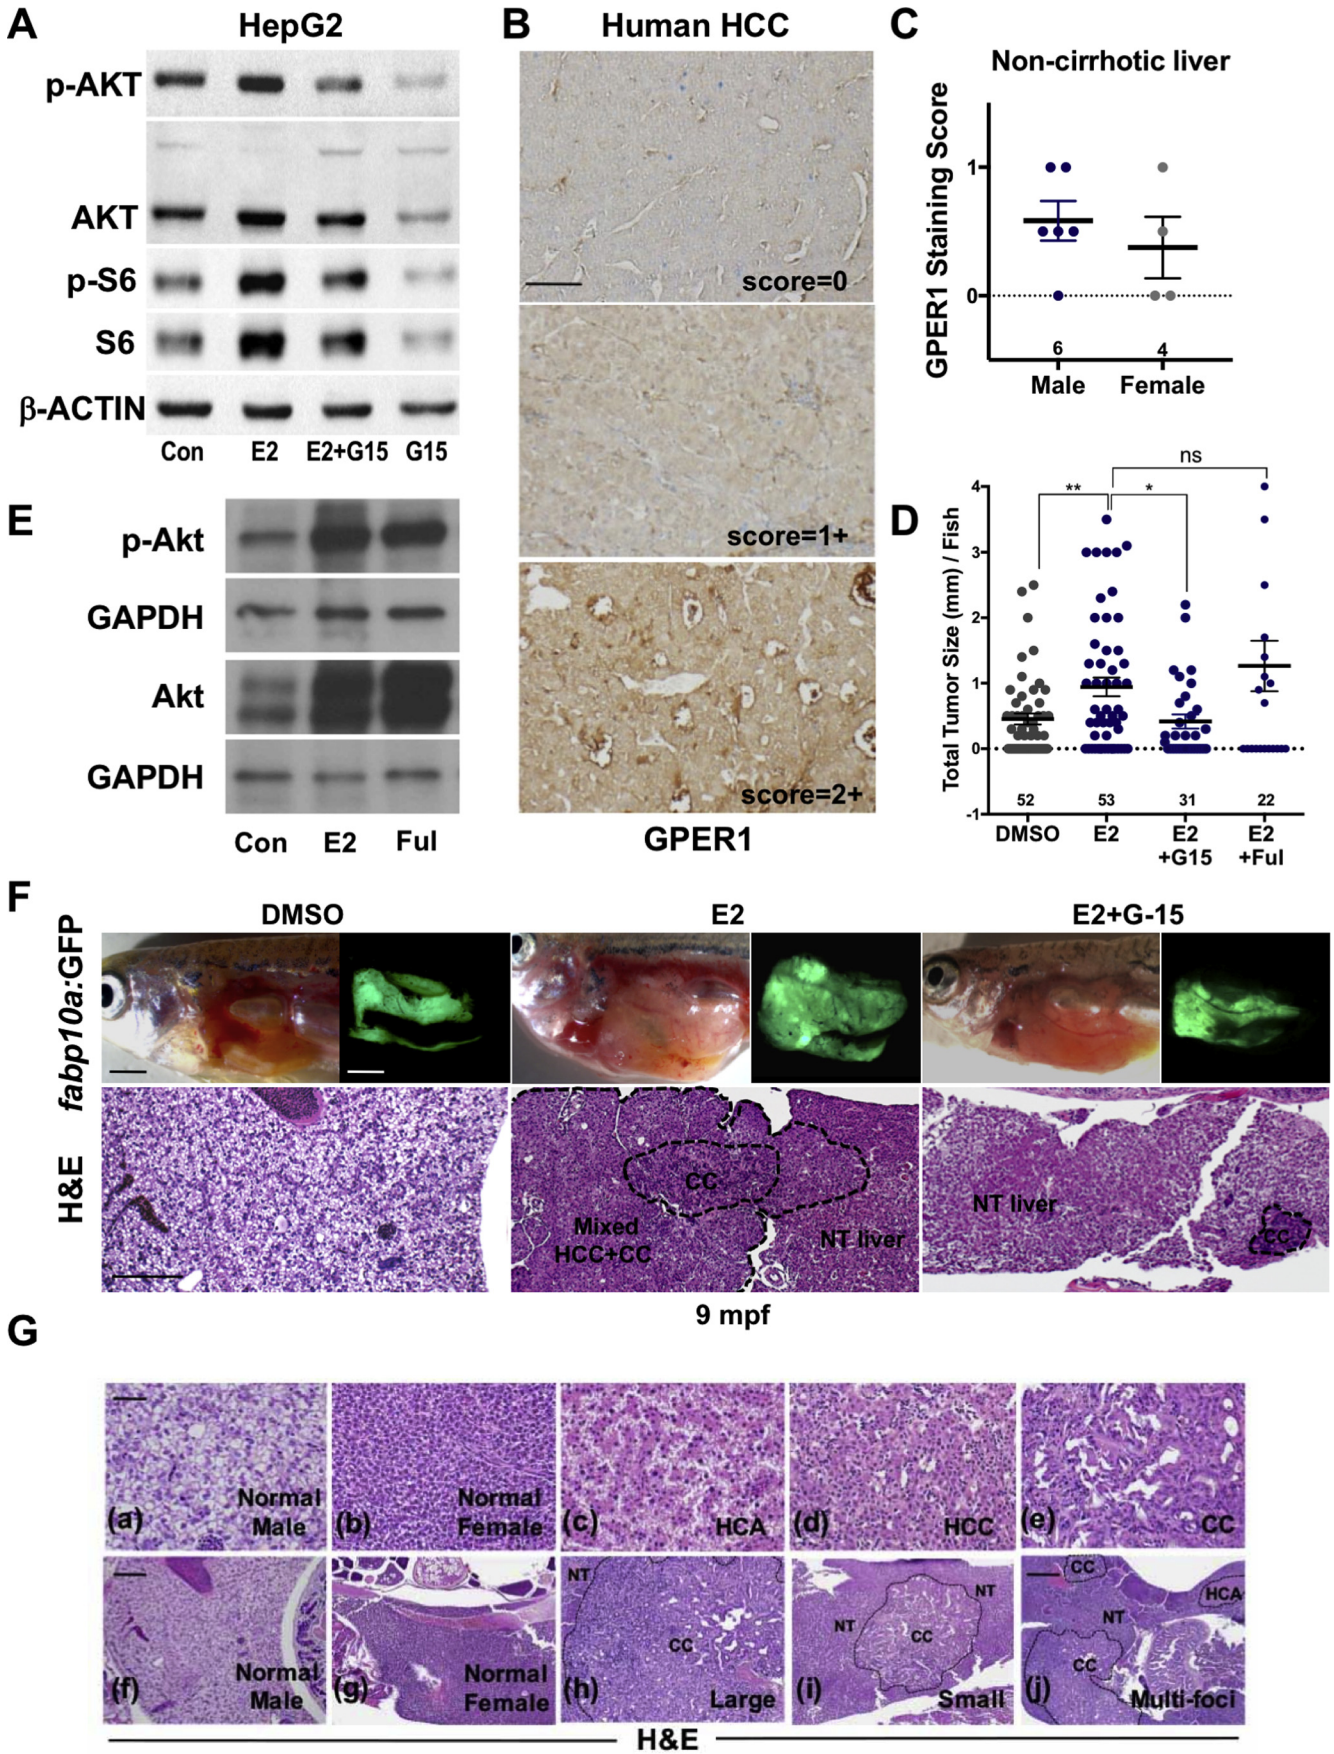 A
HepG2
p-AKT
AKT
p-S6
S6
β-ACTIN
Con E2 E2+G15 G15
B
Human HCC
score=0
score=1+
score=2+
GPER1
C
Non-cirrhotic liver
GPER1 Staining Score
1
0
6 4
Male Female
D
Total Tumor Size (mm) / Fish
ns
** *
4
3
2
1
0
-1
52 53 31 22
DMSO E2 E2 E2
+G15 +Ful
E
p-Akt
GAPDH
Akt
GAPDH
Con E2 Ful
F
DMSO E2 E2+G-15
fabp10a:GFP
H&E
CC
Mixed
HCC+CC
NT liver
NT liver
CC
9 mpf
G
(a) Normal
Male
(b) Normal
Female
(c) HCA
(d) HCC
(e) CC
(f) Normal
Male
(g) Normal
Female
NT
CC
(h) Large
NT
NT
CC
(i) Small
CC
HCA
NT
CC
(j) Multi-foci
H&E